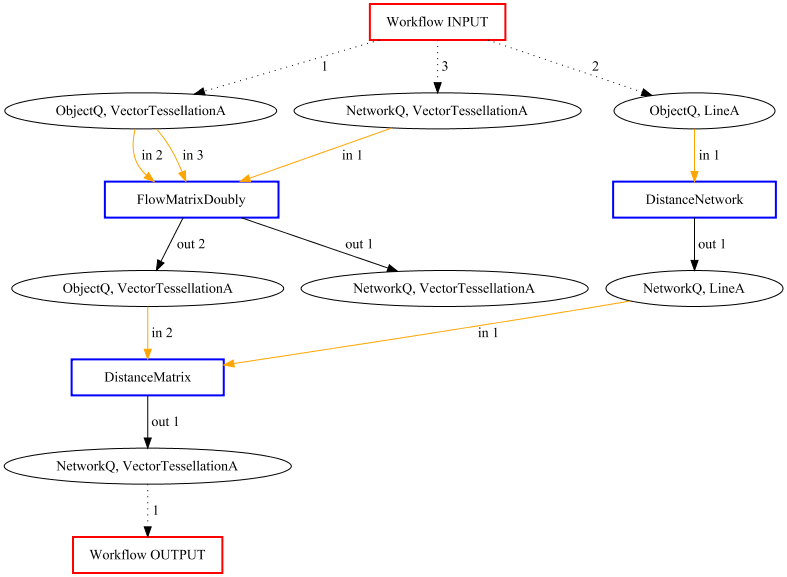 Workflow INPUT
1
3
2
ObjectQ, VectorTessellationA
NetworkQ, VectorTessellationA
ObjectQ, LineA
in 2
in 3
in 1
in 1
FlowMatrixDoubly
DistanceNetwork
out 2
out 1
out 1
ObjectQ, VectorTessellationA
NetworkQ, VectorTessellationA
NetworkQ, LineA
in 2
in 1
DistanceMatrix
out 1
NetworkQ, VectorTessellationA
1
Workflow OUTPUT